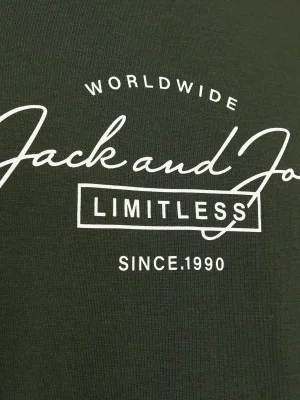 WORLDWIDE
Jack and Jo
LIMITLESS
SINCE.1990